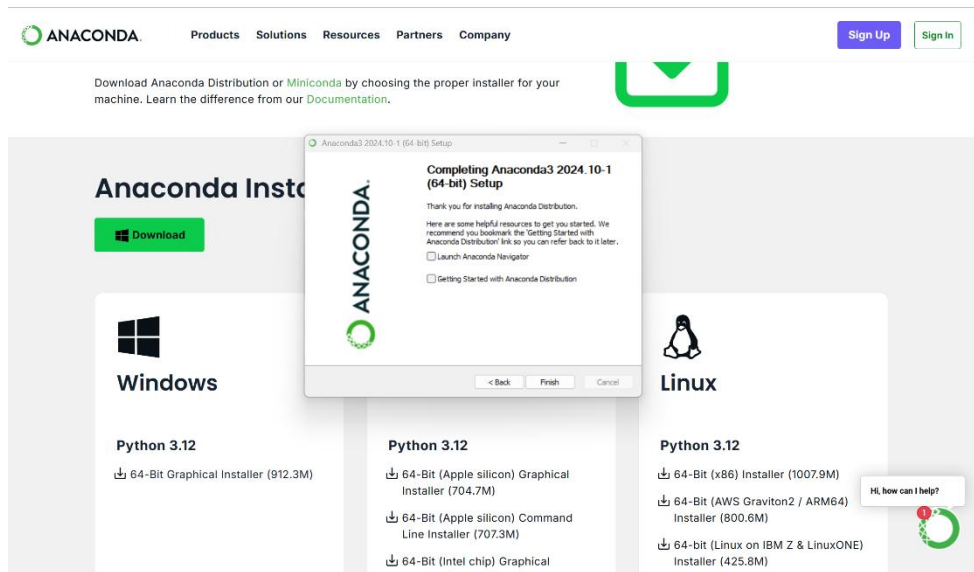 ANACONDA.
Products Solutions Resources Partners Company
Sign Up
Sign In
Download Anaconda Distribution or Miniconda by choosing the proper installer for your
machine. Learn the difference from our Documentation.
Anaconda3 2024.10-1 (64-bit) Setup
Completing Anaconda3 2024.10-1
(64-bit) Setup
Thank you for installing Anaconda Distribution.
Here are some helpful resources to get you started. We
recommend you bookmark the 'Getting Started with
Anaconda Distribution' link so you can refer back to it later.
Launch Anaconda Navigator
Getting Started with Anaconda Distribution
ANACONDA.
< Back Finish Cancel
Anaconda
Download
Windows
Python 3.12
64-Bit Graphical Installer (912.3M)
Python 3.12
64-Bit (Apple silicon) Graphical
Installer (704.7M)
64-Bit (Apple silicon) Command
Line Installer (707.3M)
64-Bit (Intel chip) Graphical
Linux
Python 3.12
64-Bit (x86) Installer (1007.9M)
64-Bit (AWS Graviton2 / ARM64)
Installer (800.6M)
64-bit (Linux on IBM Z & LinuxONE)
Installer (425.8M)
Hi, how can I help?
1